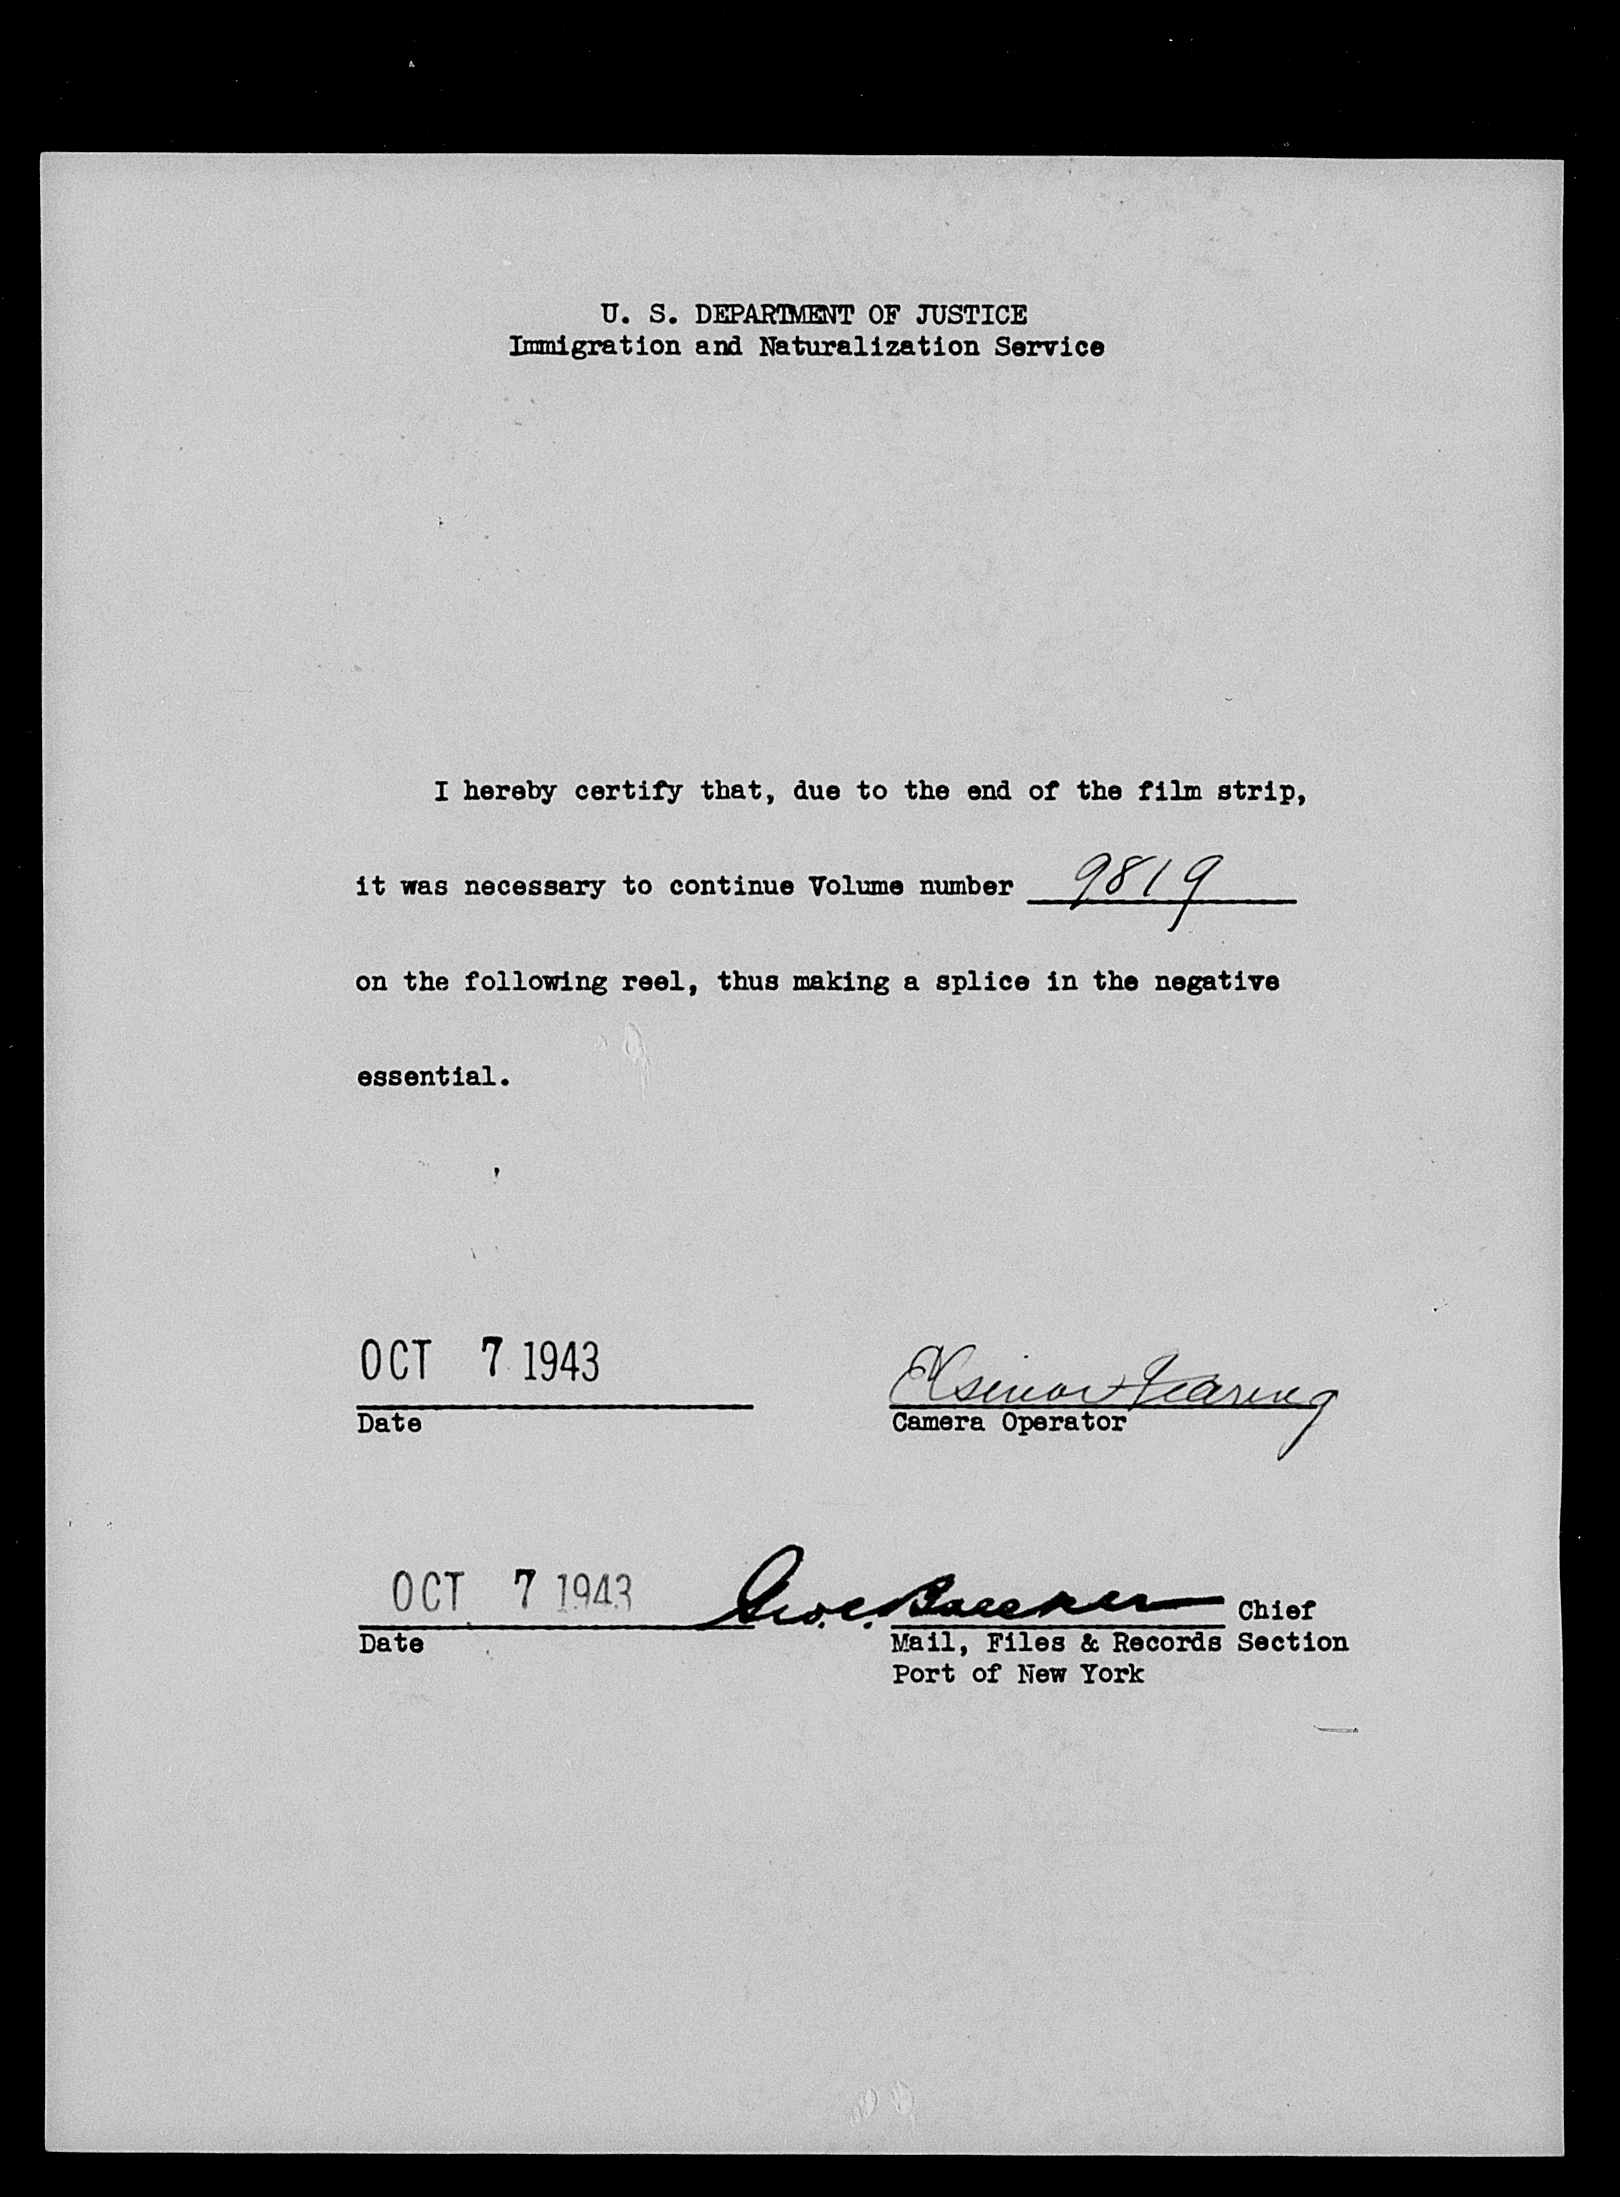 U. S. DEPARTMENT OF JUSTICE
Immigration and Naturalization Service
I hereby certify that, due to the end of the film strip,
it was necessary to continue Volume number 9819
on the following reel, thus making a splice in the negative
essential.
OCT 7 1943
Date
Camera Operator
OCT 7 1943 Geo. C.
Chief
Date
Mail, Files & Records Section
Port of New York